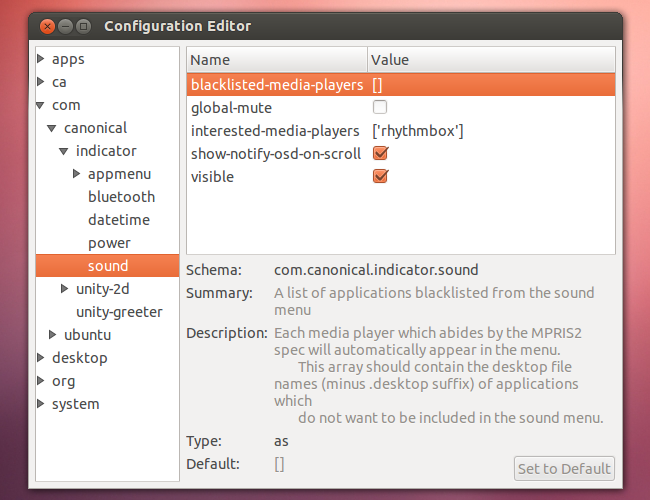 Configuration Editor
apps
ca
com
canonical
indicator
appmenu
bluetooth
datetime
power
sound
unity-2d
unity-greeter
ubuntu
desktop
org
system
Name Value
blacklisted-media-players []
global-mute
interested-media-players ['rhythmbox']
show-notify-osd-on-scroll
visible
Schema: com.canonical.indicator.sound
Summary: A list of applications blacklisted from the sound
menu
Description: Each media player which abides by the MPRIS2
spec will automatically appear in the menu.
This array should contain the desktop file
names (minus .desktop suffix) of applications
which
do not want to be included in the sound menu.
Type: as
Default: []
Set to Default